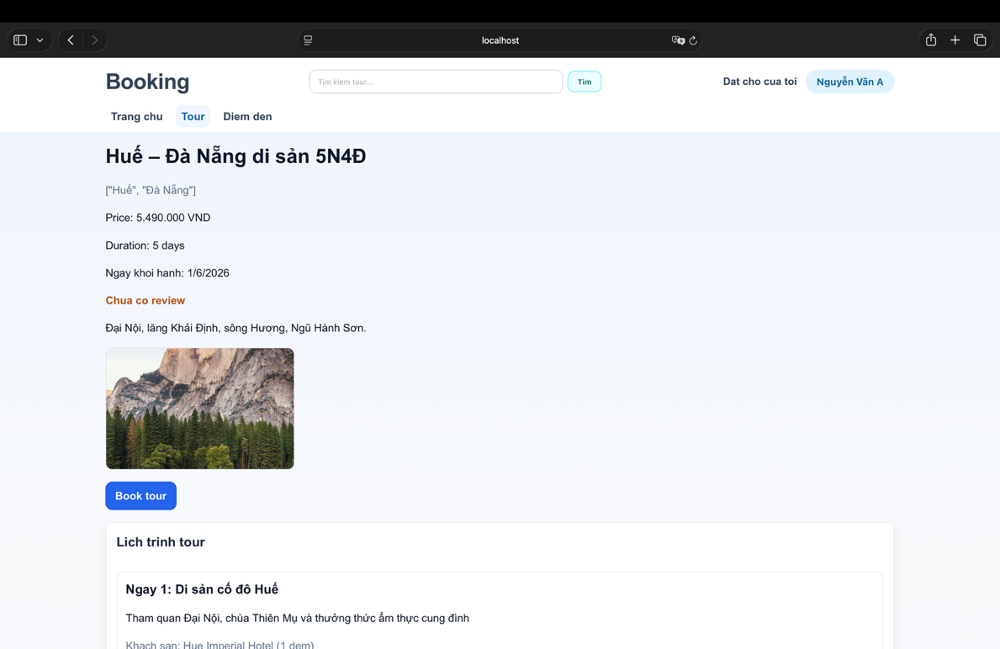 localhost
Booking
Tim kiem tour...
Tim
Dat cho cua toi
Nguyễn Văn A
Trang chu
Tour
Diem den
Huế – Đà Nẵng di sản 5N4Đ
["Huế", "Đà Nẵng"]
Price: 5.490.000 VND
Duration: 5 days
Ngay khoi hanh: 1/6/2026
Chua co review
Đại Nội, lăng Khải Định, sông Hương, Ngũ Hành Sơn.
Book tour
Lich trinh tour
Ngay 1: Di sản cố đô Huế
Tham quan Đại Nội, chùa Thiên Mụ và thưởng thức ẩm thực cung đình
Khach san: Hue Imperial Hotel (1 dem)